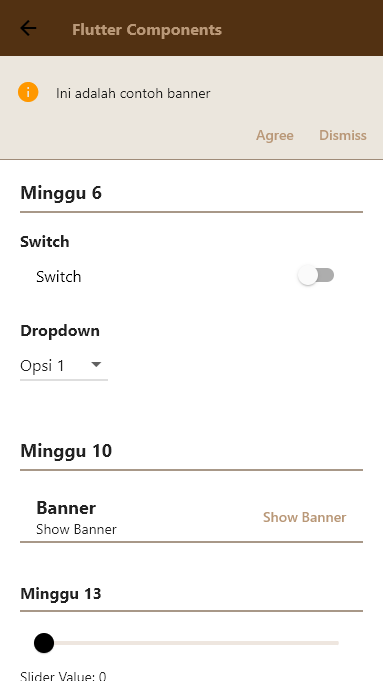 Flutter Components
Ini adalah contoh banner
Agree Dismiss
Minggu 6
Switch
Switch
Dropdown
Opsi 1
Minggu 10
Banner
Show Banner
Show Banner
Minggu 13
Slider Value: 0